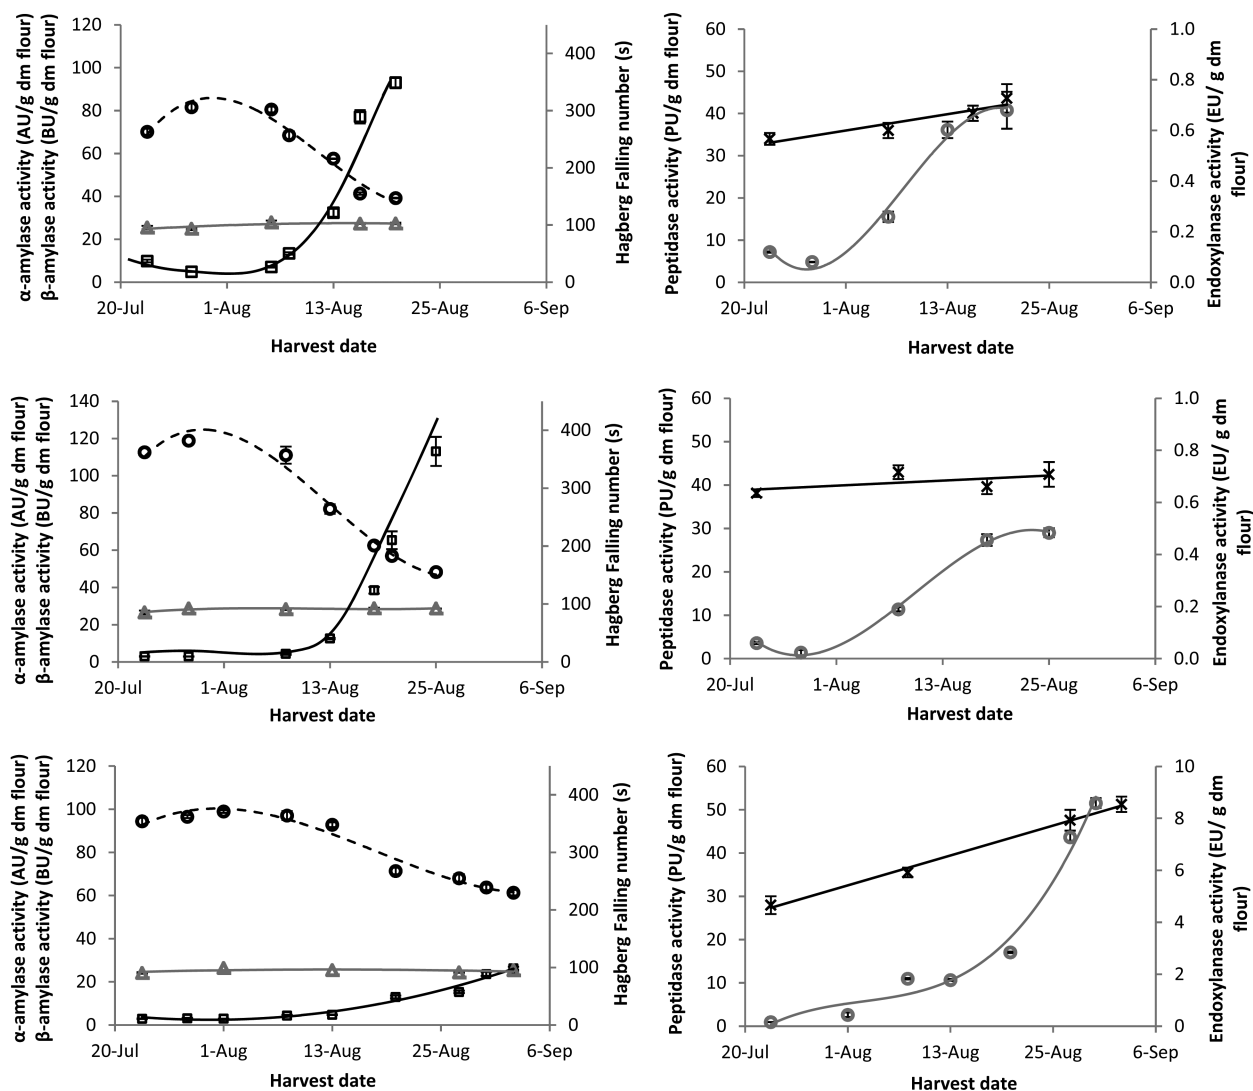 α-amylase activity (AU/g dm flour)
β-amylase activity (BU/g dm flour)
120
100
80
60
40
20
0
400
300
200
100
0
Hagberg Falling number (s)
20-Jul 1-Aug 13-Aug 25-Aug 6-Sep
Harvest date
Peptidase activity (PU/g dm flour)
60
50
40
30
20
10
0
1.0
0.8
0.6
0.4
0.2
0.0
Endoxylanase activity (EU/ g dm
flour)
20-Jul 1-Aug 13-Aug 25-Aug 6-Sep
Harvest date
α-amylase activity (AU/g dm flour)
β-amylase activity (BU/g dm flour)
140
120
100
80
60
40
20
0
400
300
200
100
0
Hagberg Falling number (s)
20-Jul 1-Aug 13-Aug 25-Aug 6-Sep
Harvest date
Peptidase activity (PU/g dm flour)
60
50
40
30
20
10
0
1.0
0.8
0.6
0.4
0.2
0.0
Endoxylanase activity (EU/ g dm
flour)
20-Jul 1-Aug 13-Aug 25-Aug 6-Sep
Harvest date
α-amylase activity (AU/g dm flour)
β-amylase activity (BU/g dm flour)
120
100
80
60
40
20
0
400
300
200
100
0
Hagberg Falling number (s)
20-Jul 1-Aug 13-Aug 25-Aug 6-Sep
Harvest date
Peptidase activity (PU/g dm flour)
60
50
40
30
20
10
0
10
8
6
4
2
0
Endoxylanase activity (EU/ g dm
flour)
20-Jul 1-Aug 13-Aug 25-Aug 6-Sep
Harvest date